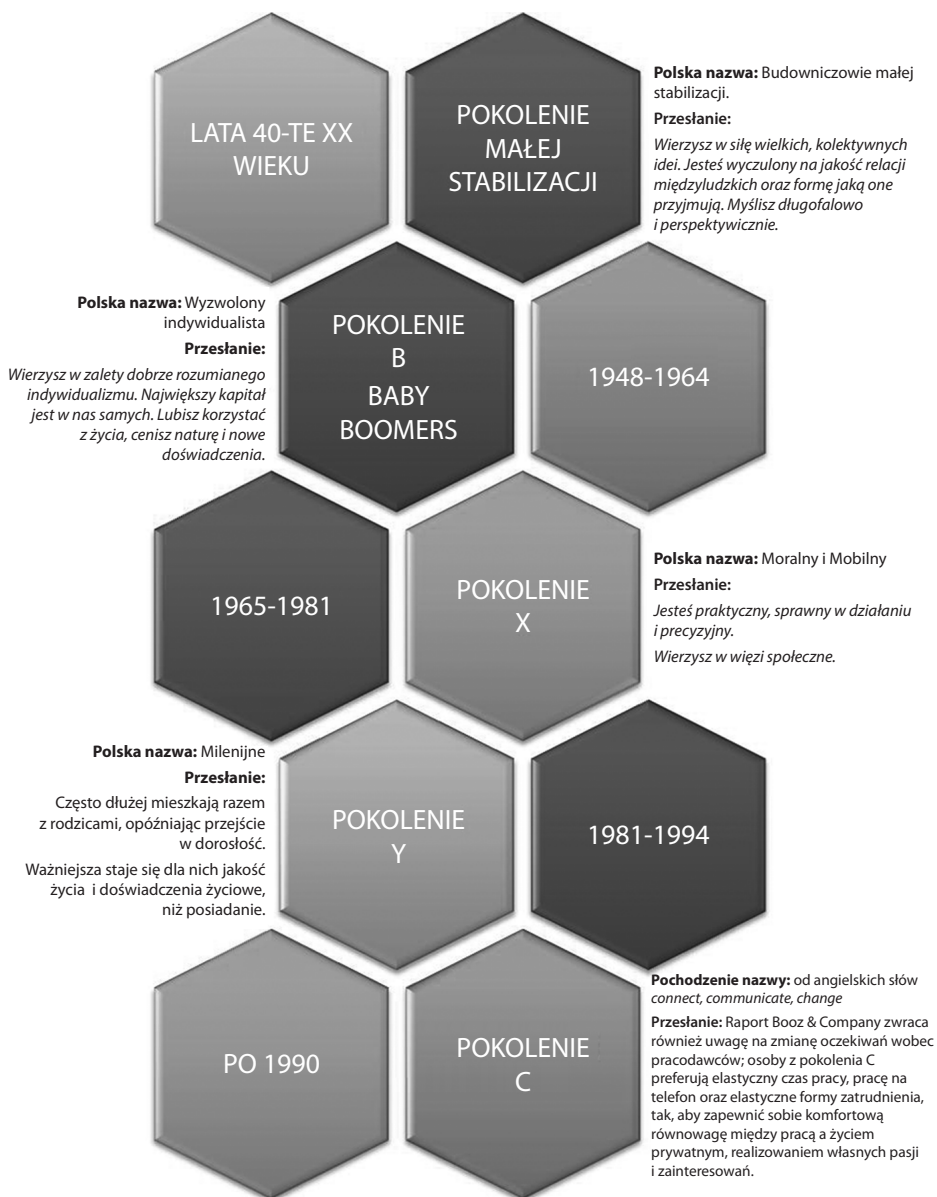 LATA 40-TE XX
WIEKU
POKOLENIE
MAŁEJ
STABILIZACJI
Polska nazwa: Budowniczowie małej
stabilizacji.
Przesłanie:
Wierzysz w siłę wielkich, kolektywnych
idei. Jesteś wyczulony na jakość relacji
międzyludzkich oraz formę jaką one
przyjmują. Myślisz długofalowo
i perspektywicznie.
Polska nazwa: Wyzwolony
indywidualista
Przesłanie:
Wierzysz w zalety dobrze rozumianego
indywidualizmu. Największy kapitał
jest w nas samych. Lubisz korzystać
z życia, cenisz naturę i nowe
doświadczenia.
POKOLENIE
B
BABY
BOOMERS
1948-1964
1965-1981
POKOLENIE
X
Polska nazwa: Moralny i Mobilny
Przesłanie:
Jesteś praktyczny, sprawny w działaniu
i precyzyjny.
Wierzysz w więzi społeczne.
Polska nazwa: Milenijne
Przesłanie:
Często dłużej mieszkają razem
z rodzicami, opóźniając przejście
w dorosłość.
Ważniejsza staje się dla nich jakość
życia i doświadczenia życiowe,
niż posiadanie.
POKOLENIE
Y
1981-1994
PO 1990
POKOLENIE
C
Pochodzenie nazwy: od angielskich słów
connect, communicate, change
Przesłanie: Raport Booz & Company zwraca
również uwagę na zmianę oczekiwań wobec
pracodawców; osoby z pokolenia C
preferują elastyczny czas pracy, pracę na
telefon oraz elastyczne formy zatrudnienia,
tak, aby zapewnić sobie komfortową
równowagę między pracą a życiem
prywatnym, realizowaniem własnych pasji
i zainteresowań.